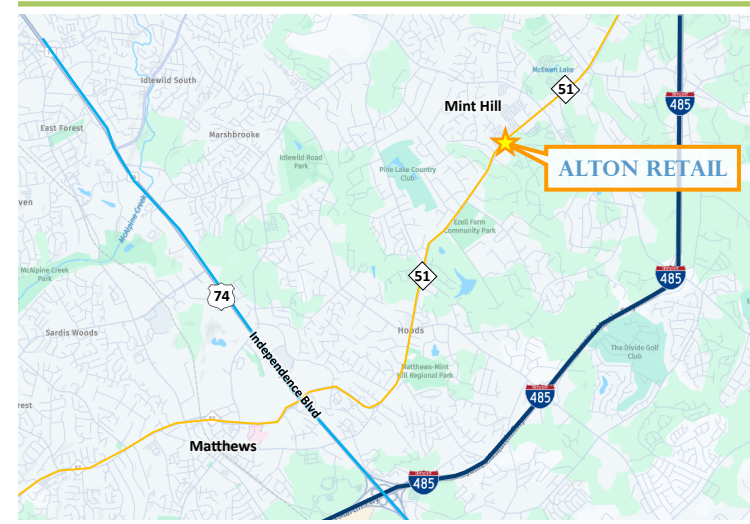 McEwen Lake
51
Mint Hill
485
Idlewild South
East Forest
Marshbrooke
Idlewild Road
Park
Pine Lake Country
Club
ALTON RETAIL
McAlpine Creek
Ezell Farm
Community Park
McAlpine Creek
Park
51
485
74
Sardis Woods
Independence Blvd
Hoods
The Divide Golf
Club
Matthews-Mint
Hill Regional Park
485
Matthews
485